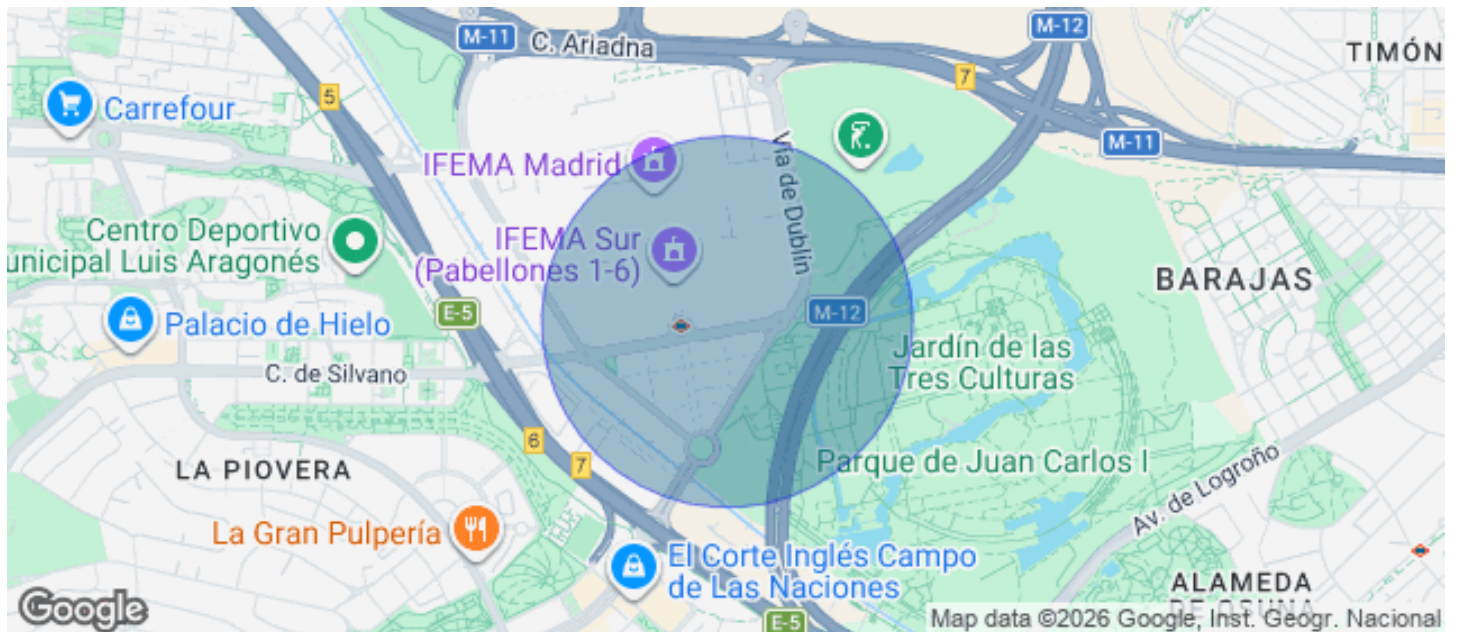 M-11
C. Ariadna
M-12
TIMÓN
5
7
Carrefour
M-11
IFEMA Madrid
Vía de Dublín
Centro Deportivo
unicipal Luis Aragonés
IFEMA Sur
(Pabellones 1-6)
BARAJAS
E-5
M-12
Palacio de Hielo
Jardín de las
Tres Culturas
C. de Silvano
6
7
LA PIOVERA
Parque de Juan Carlos I
Av. de Logroño
La Gran Pulpería
El Corte Inglés Campo
de Las Naciones
ALAMEDA
DE OSUNA
Google
E-5
Map data ©2026 Google, Inst. Geogr. Nacional